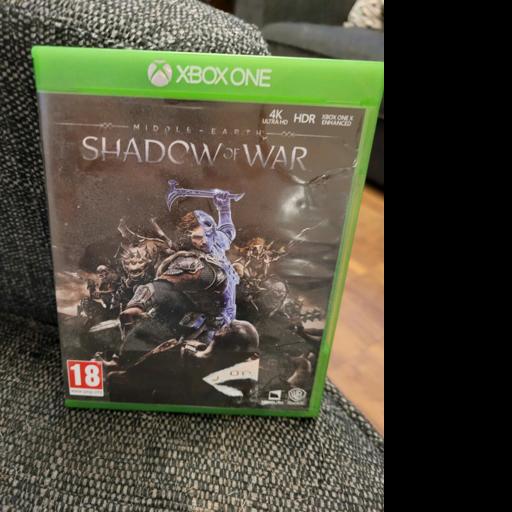 XBOX ONE
4K
ULTRA HD
HDR
XBOX ONE X
ENHANCED
MIDDLE-EARTH
SHADOW OF WAR
18